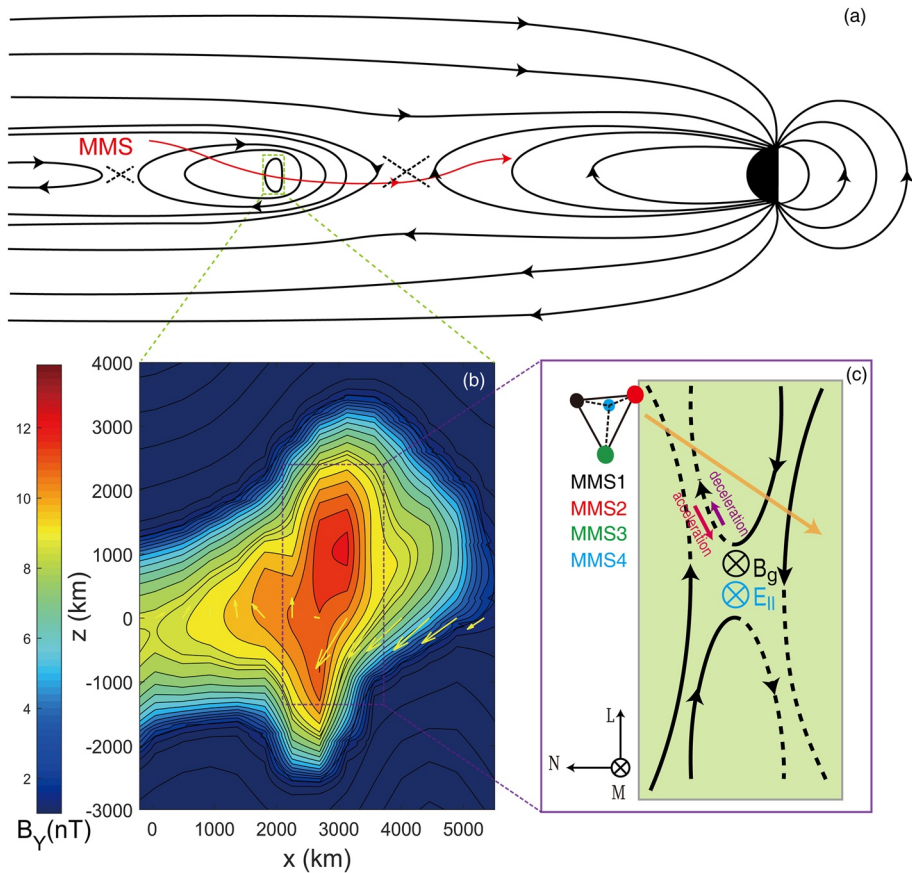 (a)
MMS
(b)
4000
3000
2000
1000
0
-1000
-2000
-3000
z (km)
0 1000 2000 3000 4000 5000
x (km)
12
10
8
6
4
2
B_Y(nT)
(c)
MMS1
MMS2
MMS3
MMS4
acceleration
deceleration
B_g
E_ll
L
N
M